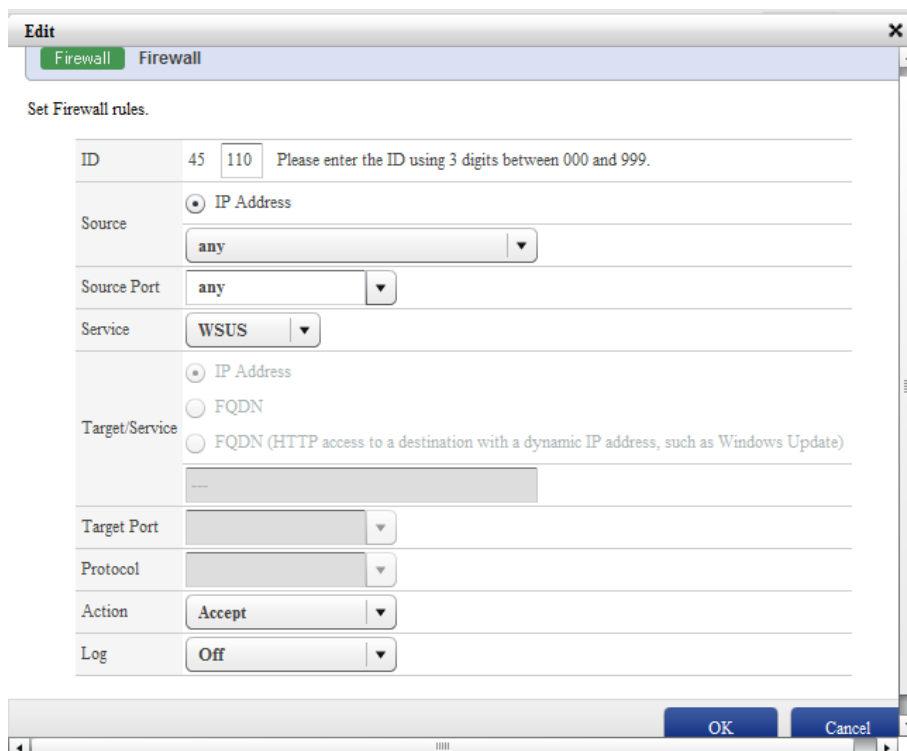 Edit
Firewall Firewall
Set Firewall rules.
ID 45 110 Please enter the ID using 3 digits between 000 and 999.
Source
IP Address
any
Source Port any
Service WSUS
Target/Service
IP Address
FQDN
FQDN (HTTP access to a destination with a dynamic IP address, such as Windows Update)
---
Target Port
Protocol
Action Accept
Log Off
OK Cancel